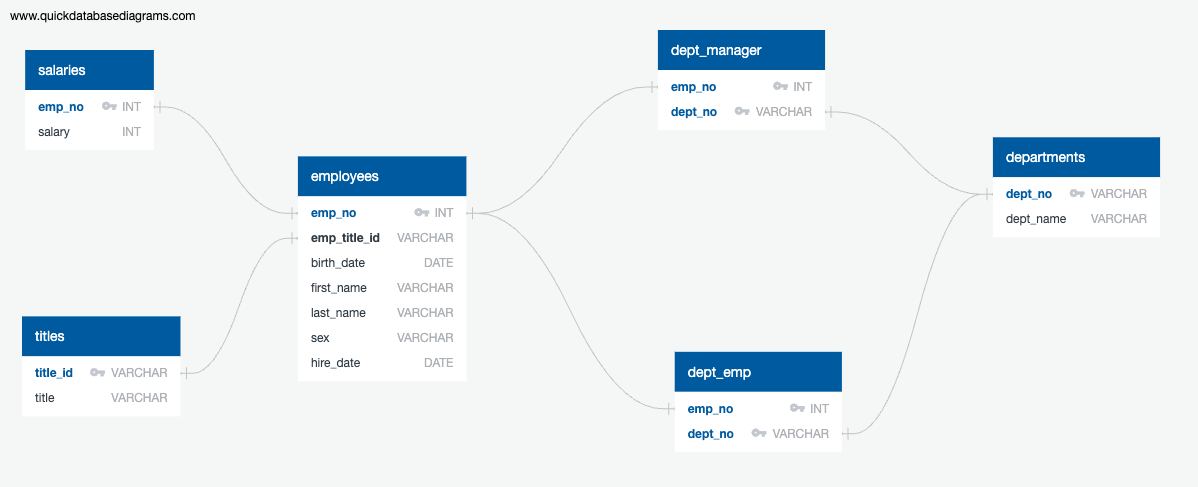 www.quickdatabasediagrams.com
salaries
emp_no INT
salary INT
titles
title_id VARCHAR
title VARCHAR
employees
emp_no INT
emp_title_id VARCHAR
birth_date DATE
first_name VARCHAR
last_name VARCHAR
sex VARCHAR
hire_date DATE
dept_manager
emp_no INT
dept_no VARCHAR
dept_emp
emp_no INT
dept_no VARCHAR
departments
dept_no VARCHAR
dept_name VARCHAR